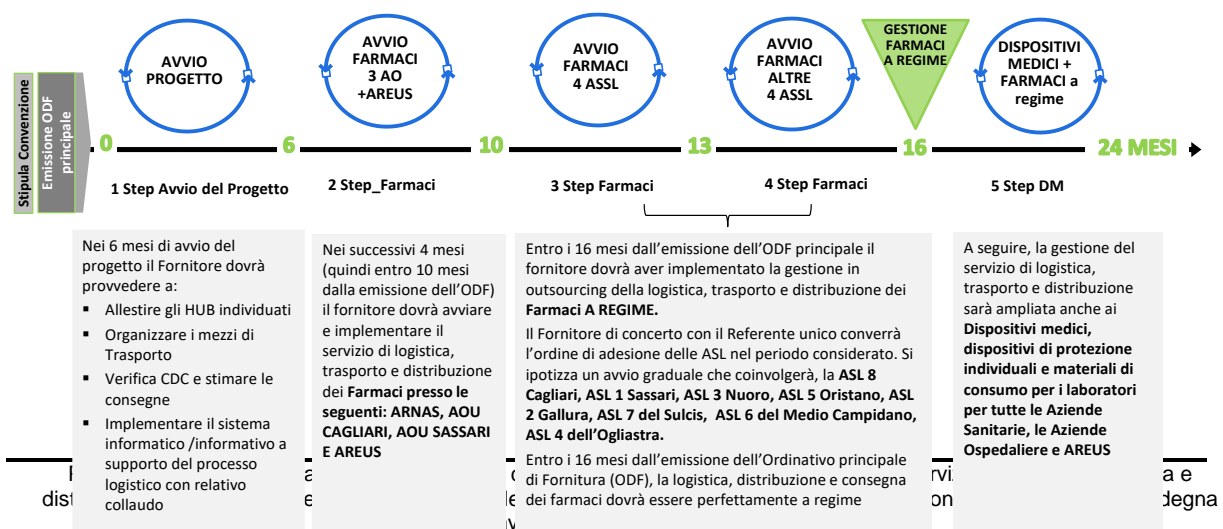 AVVIO
PROGETTO
AVVIO
FARMACI
3 AO
+AREUS
AVVIO
FARMACI
4 ASSL
AVVIO
FARMACI
ALTRE
4 ASSL
GESTIONE
FARMACI
A REGIME
DISPOSITIVI
MEDICI +
FARMACI a
regime
Stipula Convenzione
Emissione ODF
principale
0 6 10 13 16 24 MESI
1 Step Avvio del Progetto
2 Step_Farmaci
3 Step Farmaci
4 Step Farmaci
5 Step DM
Nei 6 mesi di avvio del
progetto il Fornitore dovrà
provvedere a:
▪ Allestire gli HUB individuati
▪ Organizzare i mezzi di
Trasporto
▪ Verifica CDC e stimare le
consegne
▪ Implementare il sistema
informatico /informativo a
supporto del processo
logistico con relativo
collaudo
Nei successivi 4 mesi
(quindi entro 10 mesi
dalla emissione dell'ODF)
il fornitore dovrà avviare
e implementare il
servizio di logistica,
trasporto e distribuzione
dei Farmaci presso le
seguenti: ARNAS, AOU
CAGLIARI, AOU SASSARI
E AREUS
Entro i 16 mesi dall'emissione dell'ODF principale il
fornitore dovrà aver implementato la gestione in
outsourcing della logistica, trasporto e distribuzione dei
Farmaci A REGIME.
Il Fornitore di concerto con il Referente unico converrà
l'ordine di adesione delle ASL nel periodo considerato. Si
ipotizza un avvio graduale che coinvolgerà, la ASL 8
Cagliari, ASL 1 Sassari, ASL 3 Nuoro, ASL 5 Oristano, ASL
2 Gallura, ASL 7 del Sulcis, ASL 6 del Medio Campidano,
ASL 4 dell'Ogliastra.
Entro i 16 mesi dall'emissione dell'Ordinativo principale
di Fornitura (ODF), la logistica, distribuzione e consegna
dei farmaci dovrà essere perfettamente a regime
A seguire, la gestione del
servizio di logistica,
trasporto e distribuzione
sarà ampliata anche ai
Dispositivi medici,
dispositivi di protezione
individuali e materiali di
consumo per i laboratori
per tutte le Aziende
Sanitarie, le Aziende
Ospedaliere e AREUS